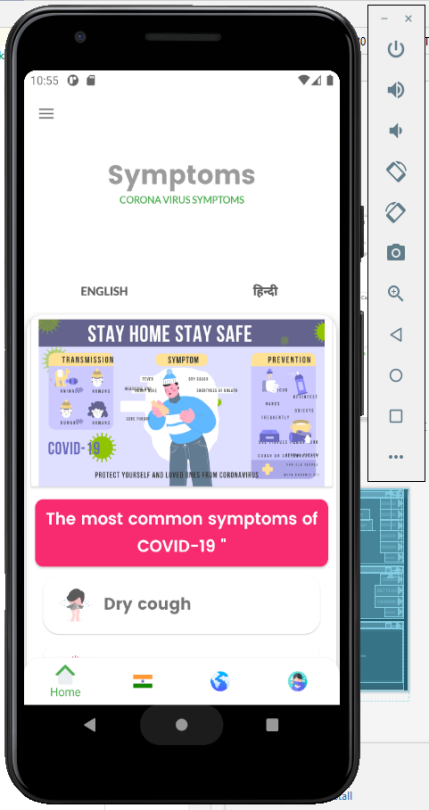 10:55
Symptoms
CORONA VIRUS SYMPTOMS
ENGLISH
हिन्दी
STAY HOME STAY SAFE
TRANSMISSION
SYMPTOM
PREVENTION
FEVER
DRY COUGH
SHORTNESS OF BREATH
HANDS
FREQUENTLY
OBJECTS
COVID-19
PROTECT YOURSELF AND LOVED ONES FROM CORONAVIRUS
The most common symptoms of
COVID-19 "
Dry cough
Home